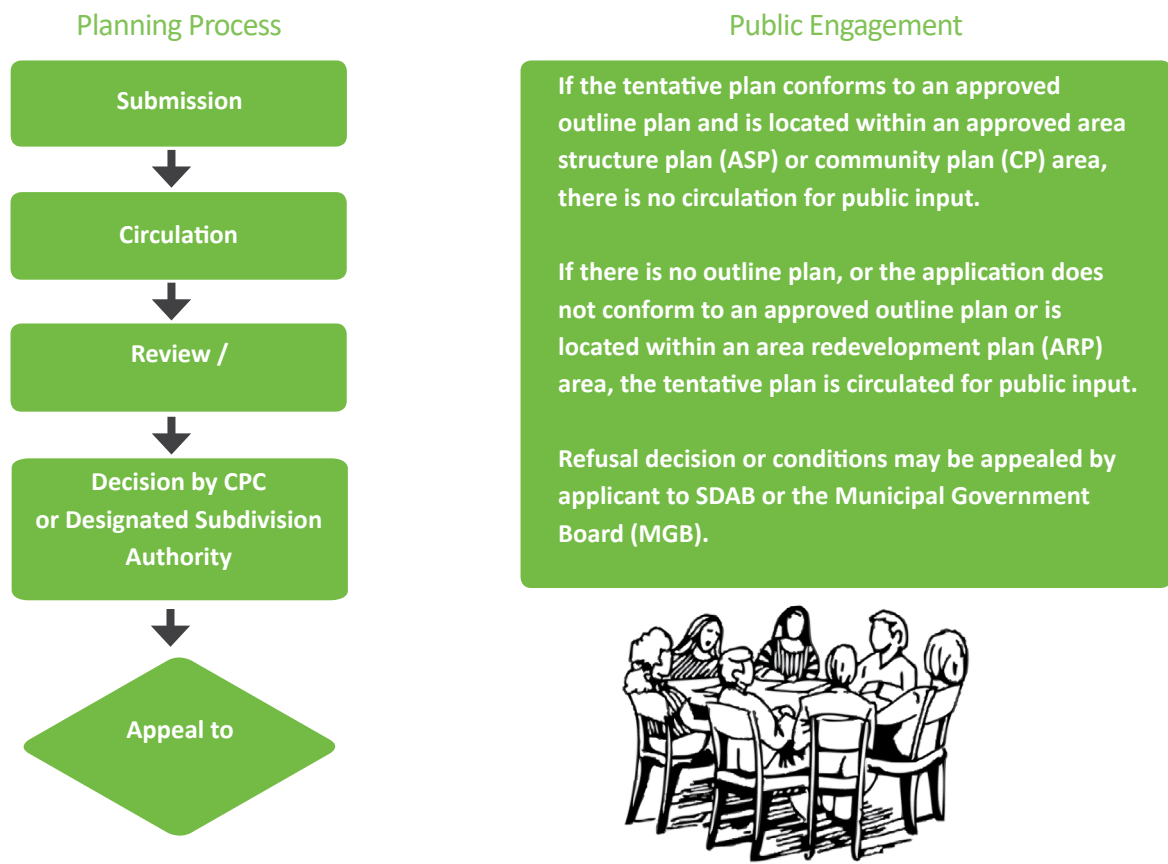 Planning Process
Submission
Circulation
Review /
Decision by CPC
or Designated Subdivision
Authority
Appeal to
Public Engagement
If the tentative plan conforms to an approved
outline plan and is located within an approved area
structure plan (ASP) or community plan (CP) area,
there is no circulation for public input.
If there is no outline plan, or the application does
not conform to an approved outline plan or is
located within an area redevelopment plan (ARP)
area, the tentative plan is circulated for public input.
Refusal decision or conditions may be appealed by
applicant to SDAB or the Municipal Government
Board (MGB).